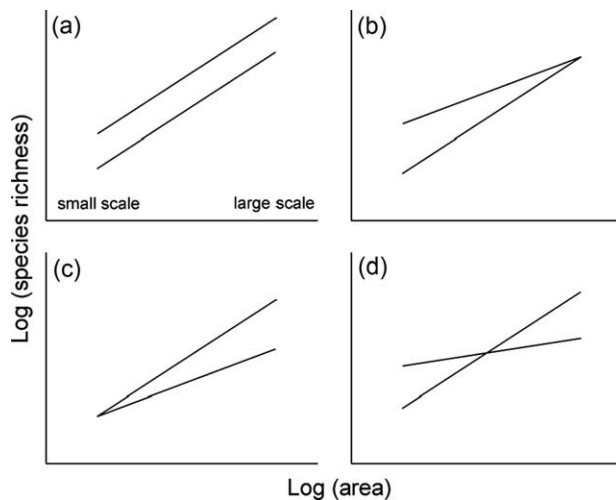 (a)
(b)
small scale
large scale
(c)
(d)
Log (species richness)
Log (area)